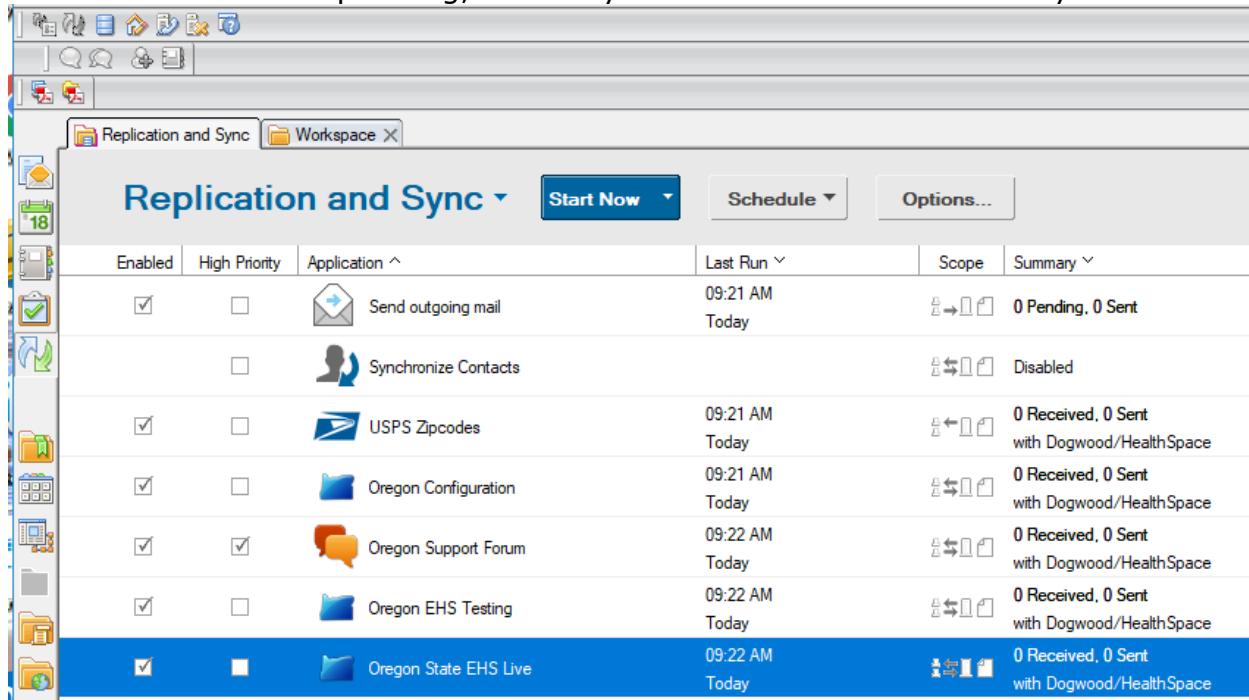 Replication and Sync Workspace
Replication and Sync Start Now Schedule Options...
18
Enabled High Priority Application Last Run Scope Summary
Send outgoing mail 09:21 AM 0 Pending, 0 Sent
Today
Synchronize Contacts Disabled
USPS Zipcodes 09:21 AM 0 Received, 0 Sent
Today with Dogwood/HealthSpace
Oregon Configuration 09:21 AM 0 Received, 0 Sent
Today with Dogwood/HealthSpace
Oregon Support Forum 09:22 AM 0 Received, 0 Sent
Today with Dogwood/HealthSpace
Oregon EHS Testing 09:22 AM 0 Received, 0 Sent
Today with Dogwood/HealthSpace
Oregon State EHS Live 09:22 AM 0 Received, 0 Sent
Today with Dogwood/HealthSpace